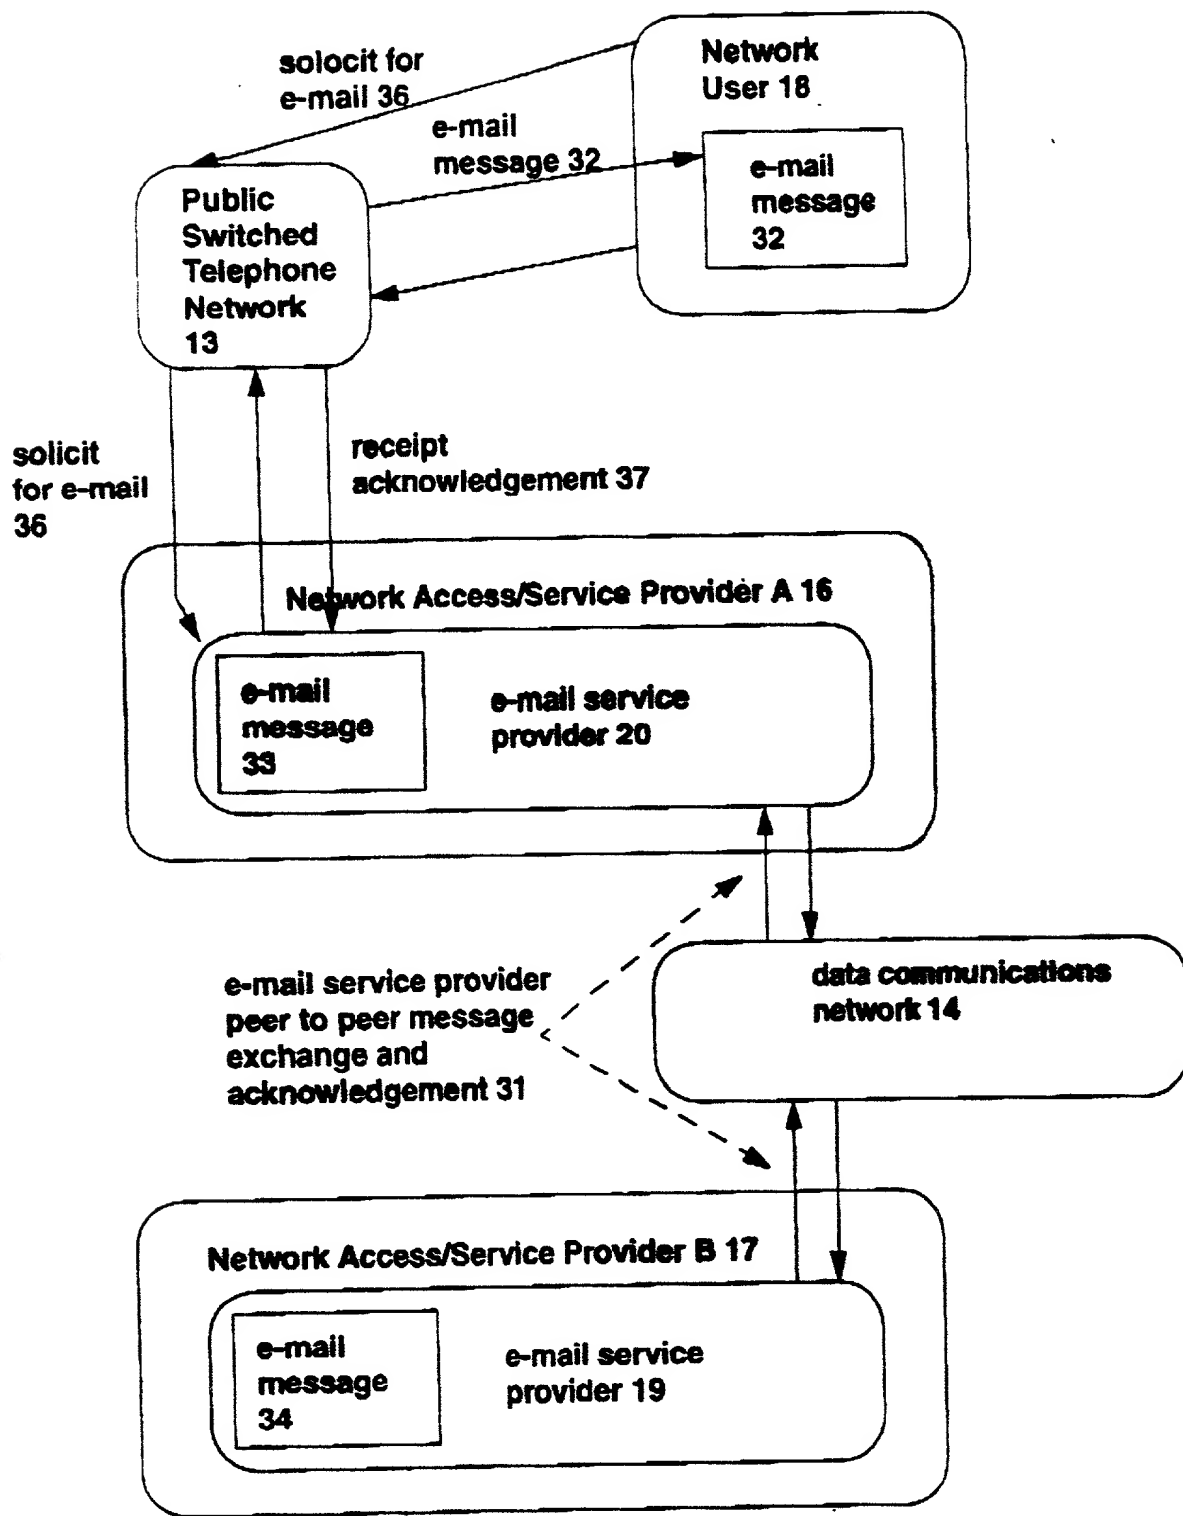 solocit for
e-mail 36
Network
User 18
e-mail
message 32
e-mail
message
32
Public
Switched
Telephone
Network
13
solicit
for e-mail
36
receipt
acknowledgement 37
Network Access/Service Provider A 16
e-mail
message
33
e-mail service
provider 20
data communications
network 14
e-mail service provider
peer to peer message
exchange and
acknowledgement 31
Network Access/Service Provider B 17
e-mail
message
34
e-mail service
provider 19